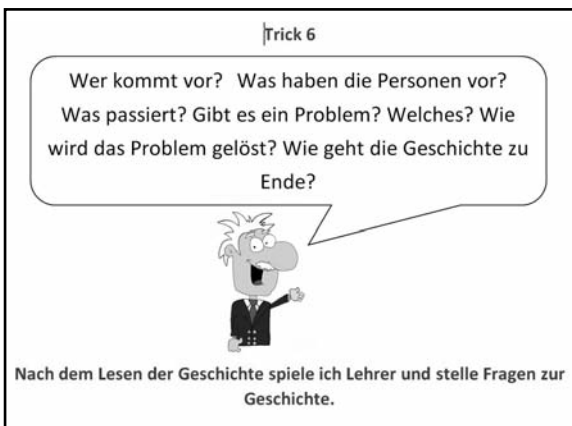 Trick 6
Wer kommt vor?   Was haben die Personen vor?
Was passiert? Gibt es ein Problem? Welches? Wie
wird das Problem gelöst? Wie geht die Geschichte zu
Ende?
Nach dem Lesen der Geschichte spiele ich Lehrer und stelle Fragen zur
Geschichte.